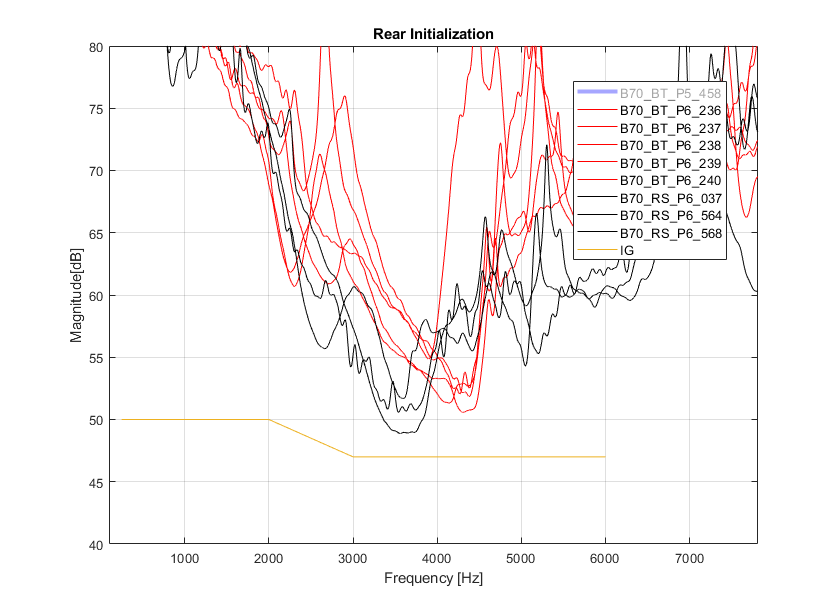 Rear Initialization
Magnitude[dB]
80
75
70
65
60
55
50
45
40
B70_BT_P5_458
B70_BT_P6_236
B70_BT_P6_237
B70_BT_P6_238
B70_BT_P6_239
B70_BT_P6_240
B70_RS_P6_037
B70_RS_P6_564
B70_RS_P6_568
IG
1000 2000 3000 4000 5000 6000 7000
Frequency [Hz]